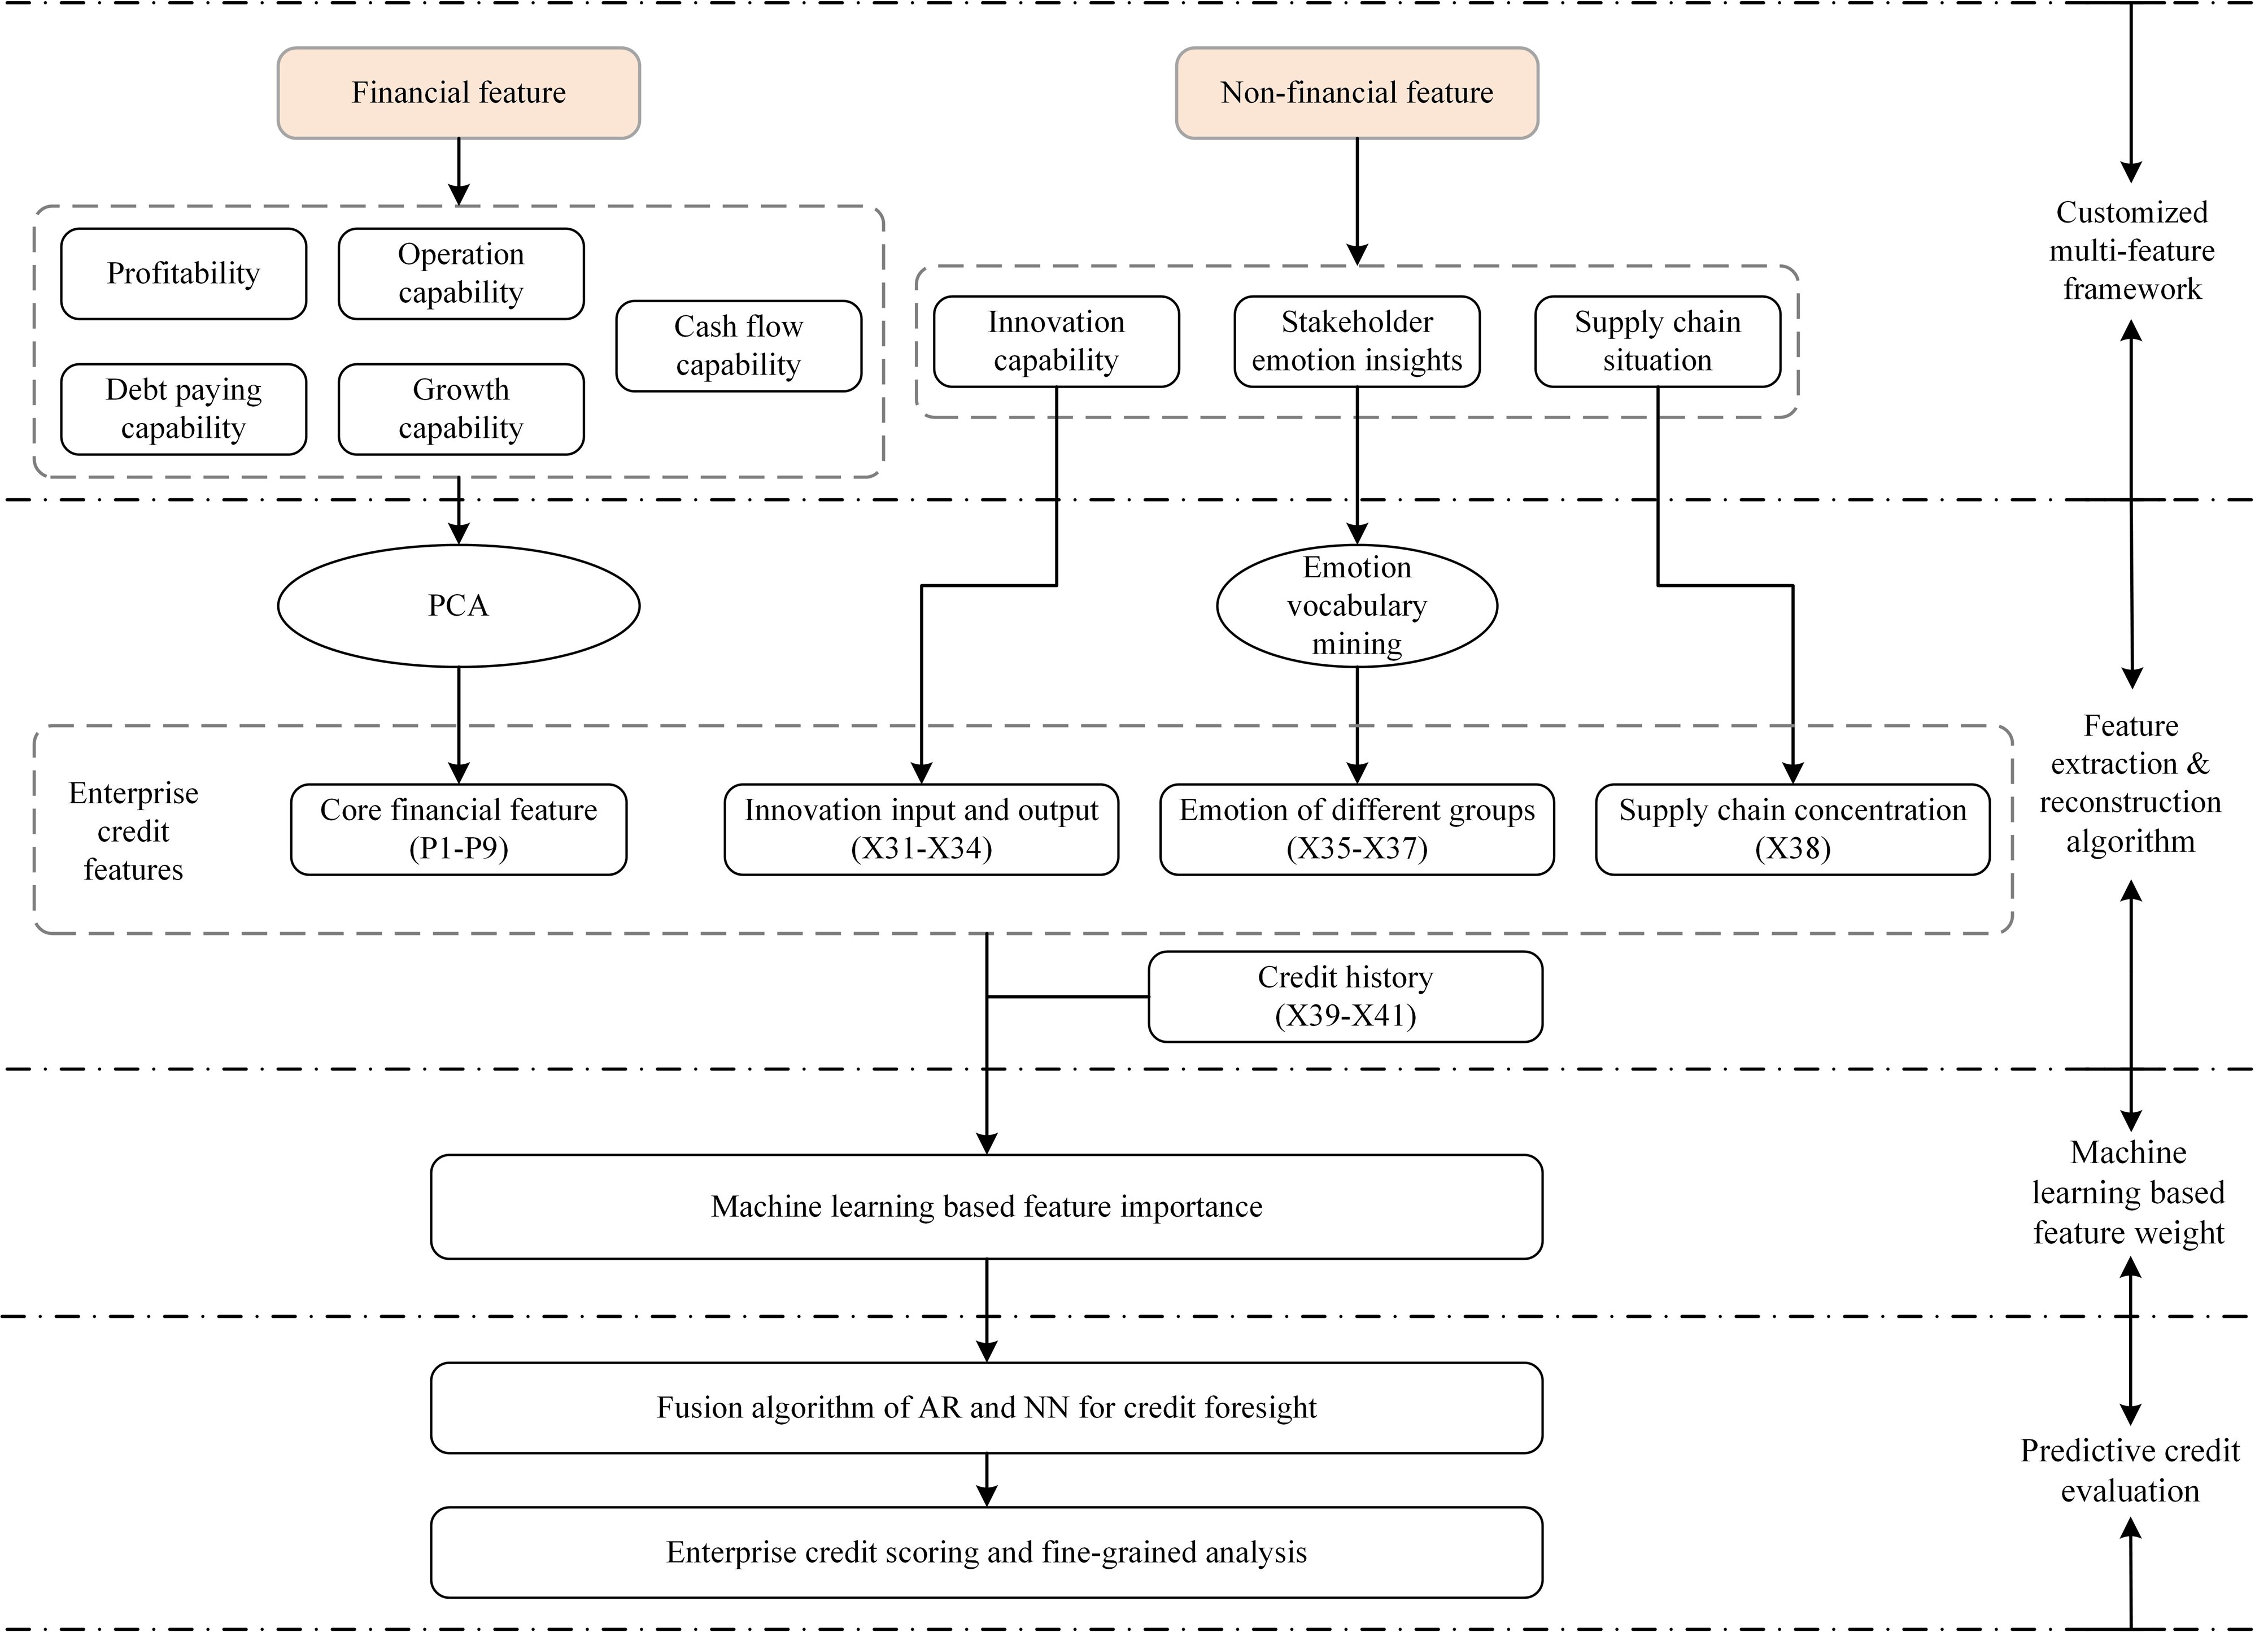 Financial feature
Non-financial feature
Profitability
Operation
capability
Cash flow
capability
Debt paying
capability
Growth
capability
Innovation
capability
Stakeholder
emotion insights
Supply chain
situation
Customized
multi-feature
framework
PCA
Emotion
vocabulary
mining
Enterprise
credit
features
Core financial feature
(P1-P9)
Innovation input and output
(X31-X34)
Emotion of different groups
(X35-X37)
Supply chain concentration
(X38)
Feature
extraction &
reconstruction
algorithm
Credit history
(X39-X41)
Machine learning based feature importance
Machine
learning based
feature weight
Fusion algorithm of AR and NN for credit foresight
Enterprise credit scoring and fine-grained analysis
Predictive credit
evaluation